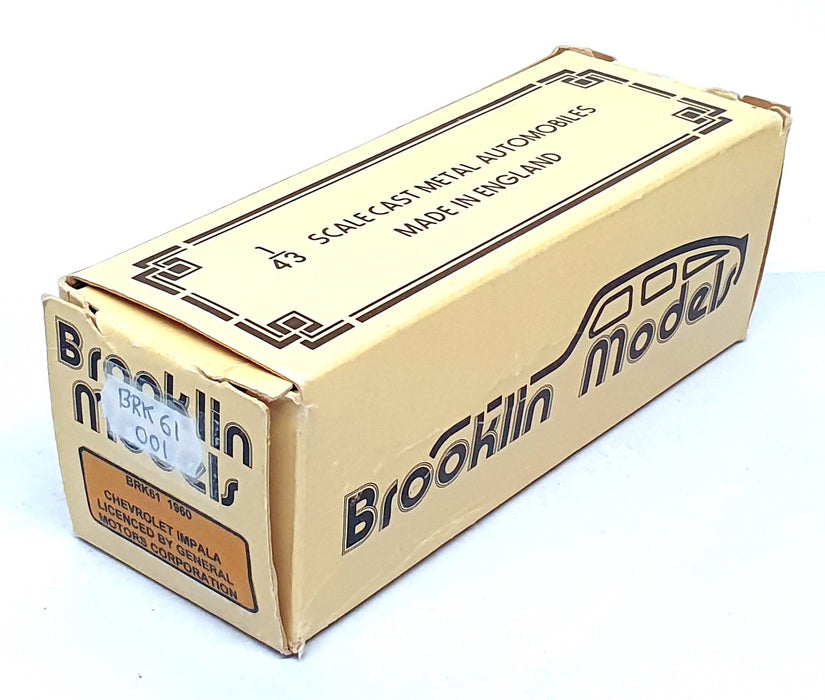 1/43 SCALE CAST METAL AUTOMOBILES
MADE IN ENGLAND
Brooklin Models
Brooklin
Models
BRK 61
001
BRK61 1960
CHEVROLET IMPALA
LICENCED BY GENERAL
MOTORS CORPORATION